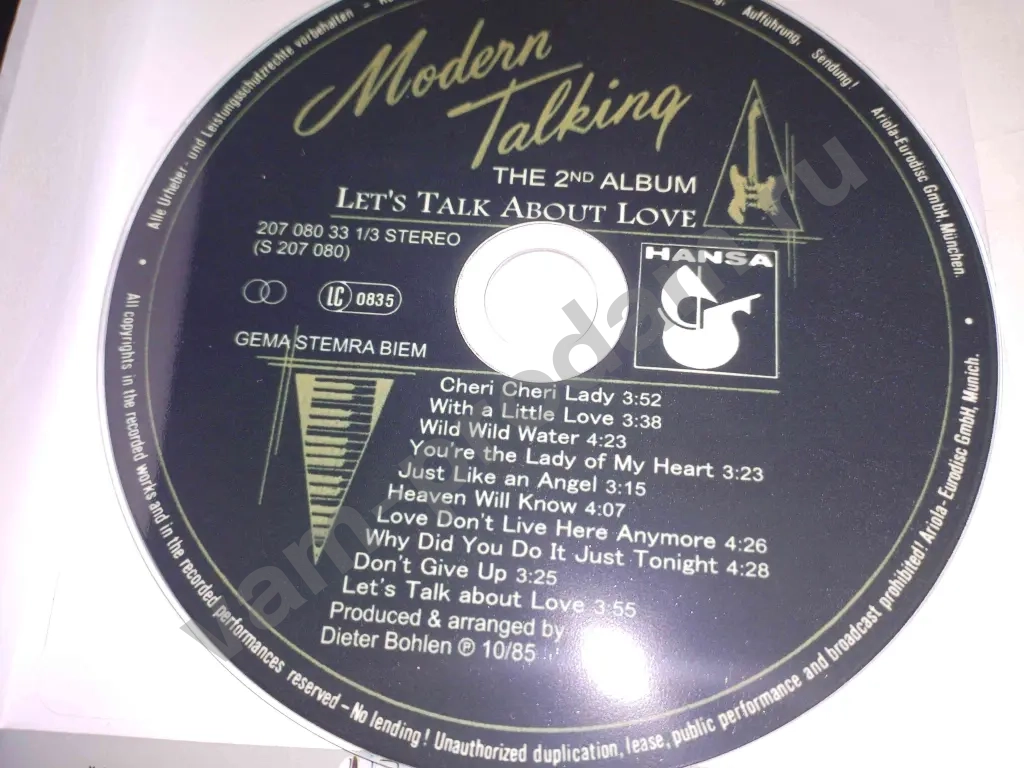 Modern
Talking
THE 2ND ALBUM
LET'S TALK ABOUT LOVE
207 080 33 1/3 STEREO
(S 207 080)
LC 0835
HANSA
GEMA STEMRA BIEM
Cheri Cheri Lady 3:52
With a Little Love 3:38
Wild Wild Water 4:23
You're the Lady of My Heart 3:23
Just Like an Angel 3:15
Heaven Will Know 4:07
Love Don't Live Here Anymore 4:26
Why Did You Do It Just Tonight 4:28
Don't Give Up 3:25
Let's Talk about Love 3:55
Produced & arranged by
Dieter Bohlen ℗ 10/85
Alle Urheber- und Leistungsschutzrechte vorbehalten -
Aufführung, Sendung! Ariola-Eurodisc GmbH, München.
All copyrights in the recorded works and in the recorded performances reserved – No lending! Unauthorized duplication, lease, public performance and broadcast prohibited! Ariola- Eurodisc GmbH, Munich.